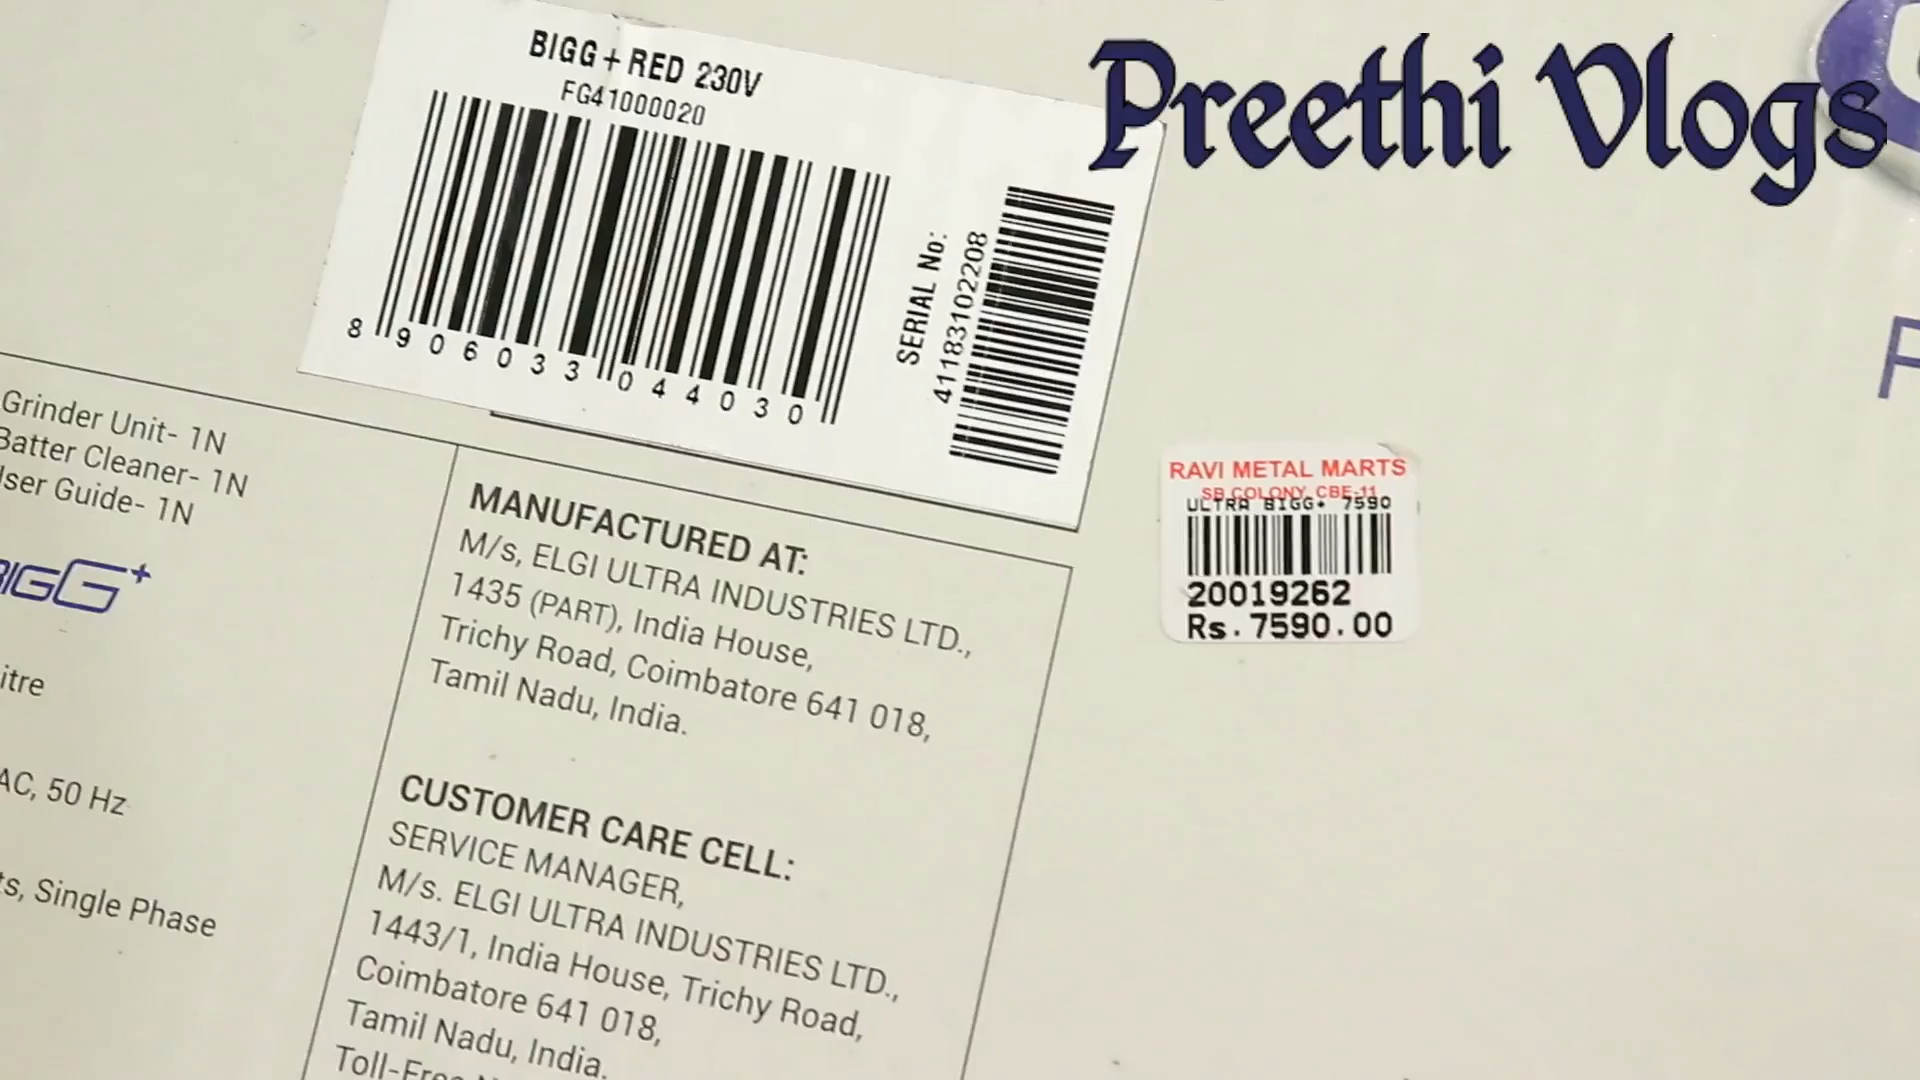 Preethi Vlogs
BIGG+RED 230V
FG41000020
8906033044030
SERIAL No:
41183102208
Grinder Unit- 1N
Batter Cleaner- 1N
User Guide- 1N
BIGG+
itre
AC, 50 Hz
ts, Single Phase
MANUFACTURED AT:
M/s, ELGI ULTRA INDUSTRIES LTD.,
1435 (PART), India House,
Trichy Road, Coimbatore 641 018,
Tamil Nadu, India.
CUSTOMER CARE CELL:
SERVICE MANAGER,
M/s. ELGI ULTRA INDUSTRIES LTD.,
1443/1, India House, Trichy Road,
Coimbatore 641 018,
Tamil Nadu, India.
Toll-Free
RAVI METAL MARTS
SB COLONY, CBE-11
ULTRA BIGG+ 7590
20019262
Rs.7590.00